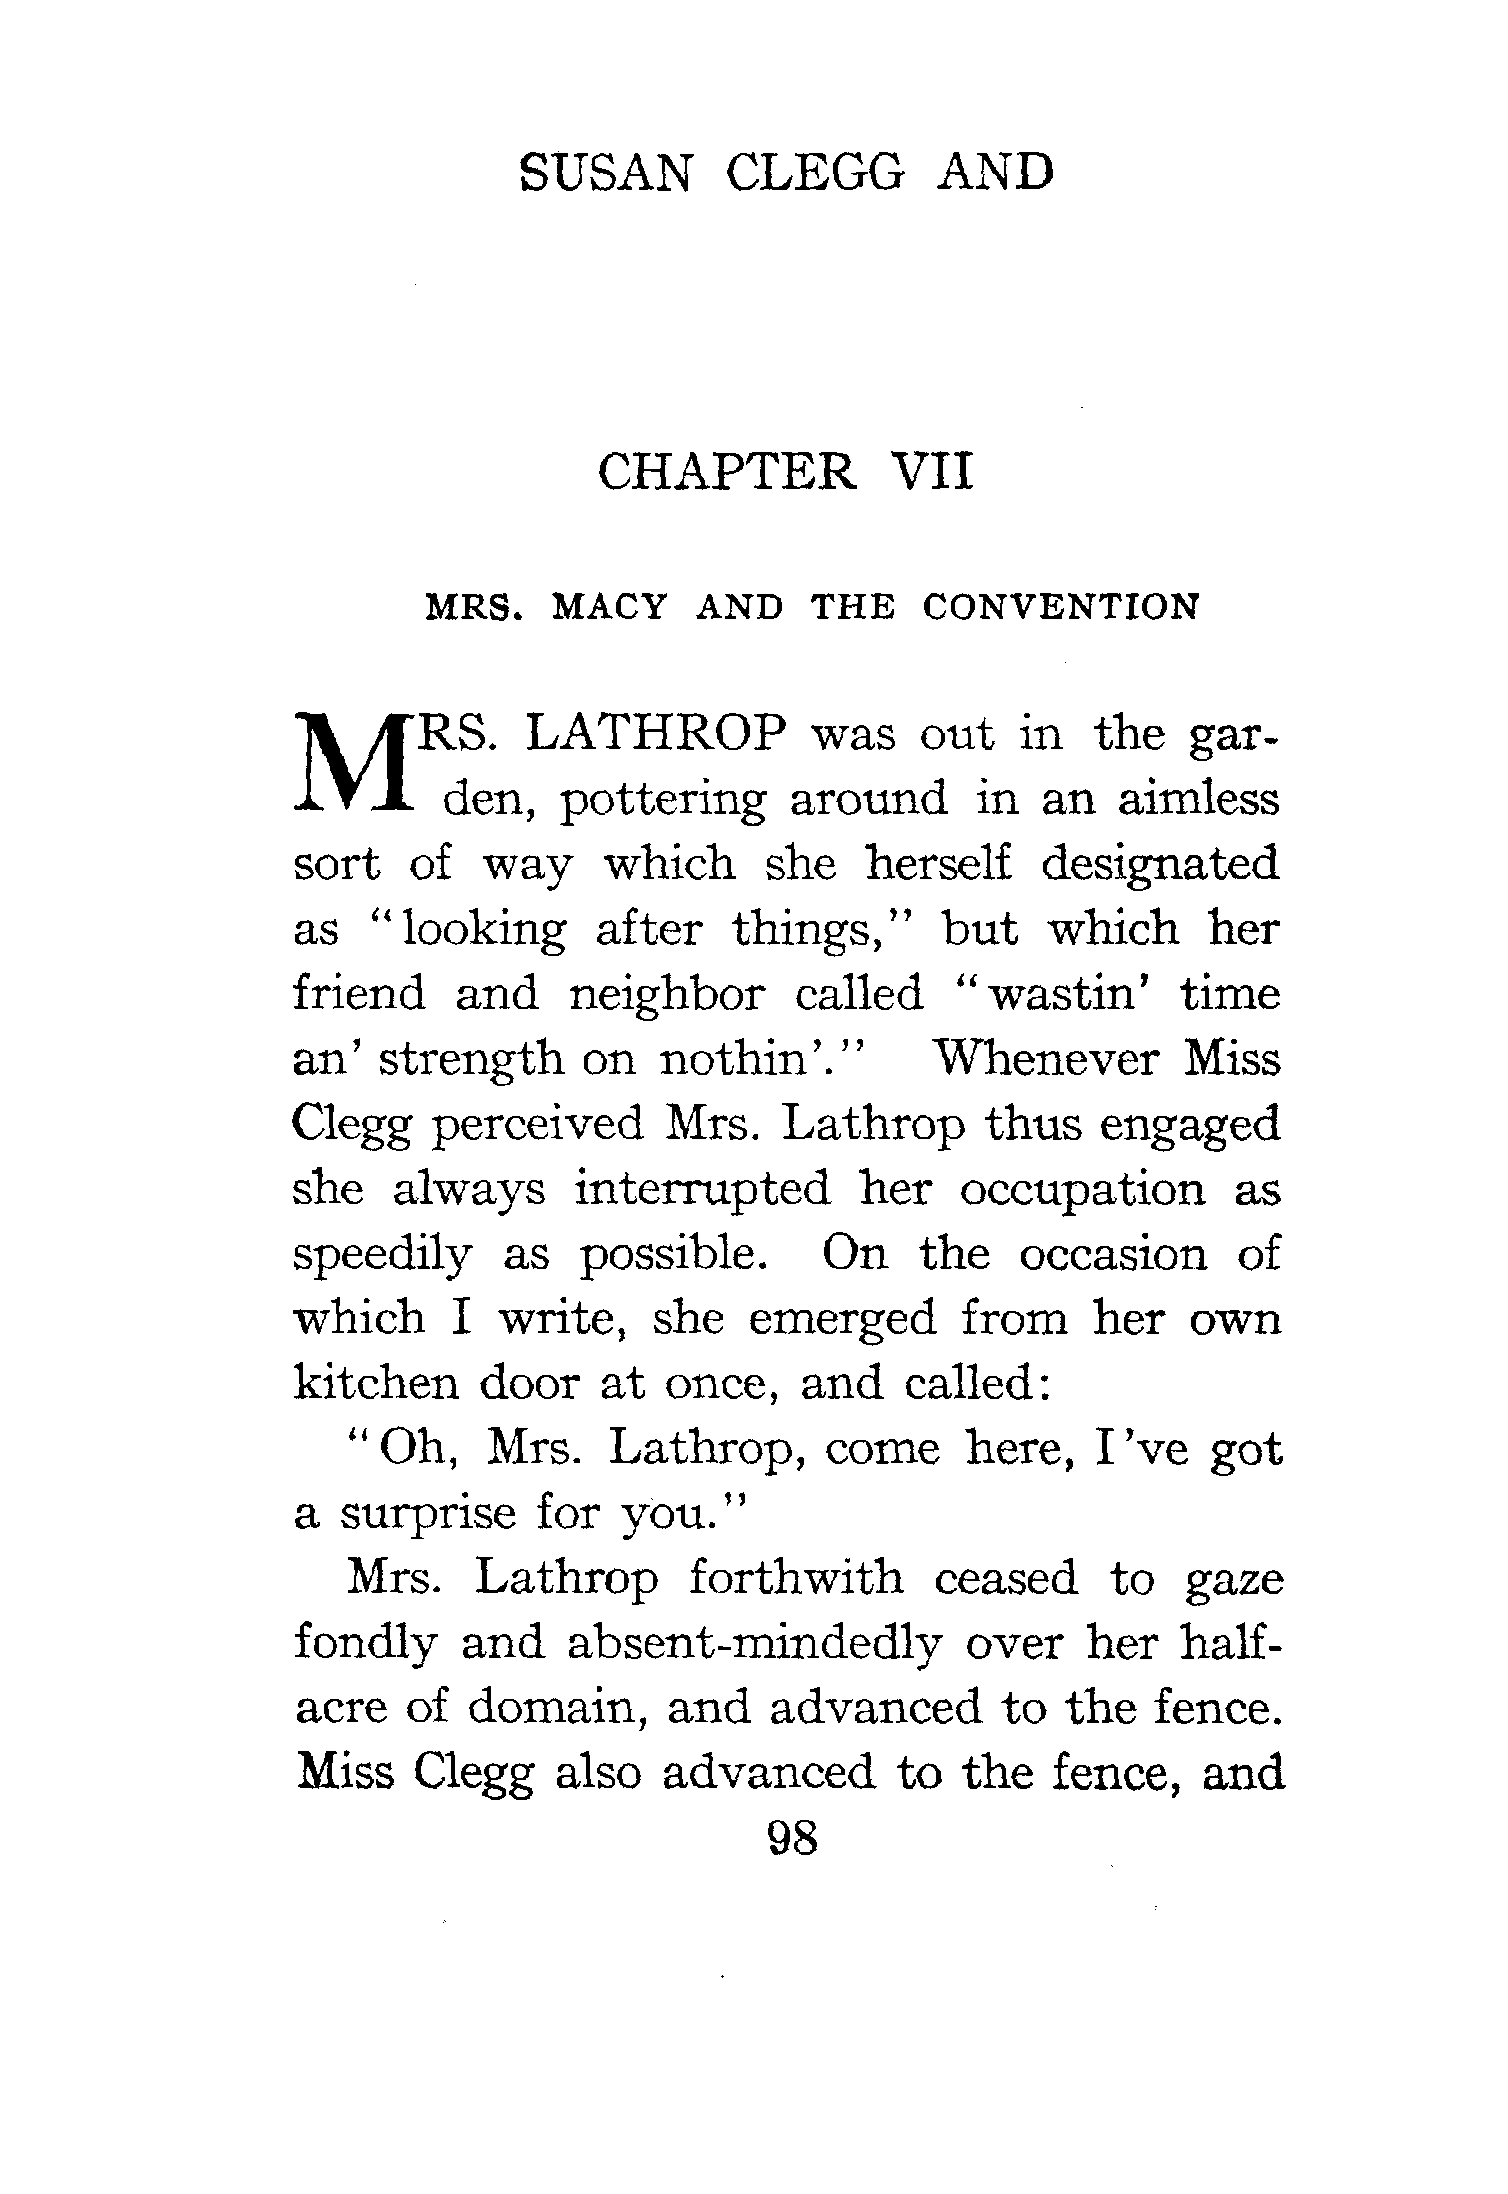 SUSAN CLEGG AND
CHAPTER VII
MRS. MACY AND THE CONVENTION
MRS. LATHROP was out in the gar-
den, pottering around in an aimless
sort of way which she herself designated
as "looking after things," but which her
friend and neighbor called "wastin' time
an' strength on nothin'." Whenever Miss
Clegg perceived Mrs. Lathrop thus engaged
she always interrupted her occupation as
speedily as possible. On the occasion of
which I write, she emerged from her own
kitchen door at once, and called:
"Oh, Mrs. Lathrop, come here, I 've got
a surprise for you."
Mrs. Lathrop forthwith ceased to gaze
fondly and absent-mindedly over her half-
acre of domain, and advanced to the fence.
Miss Clegg also advanced to the fence, and
98